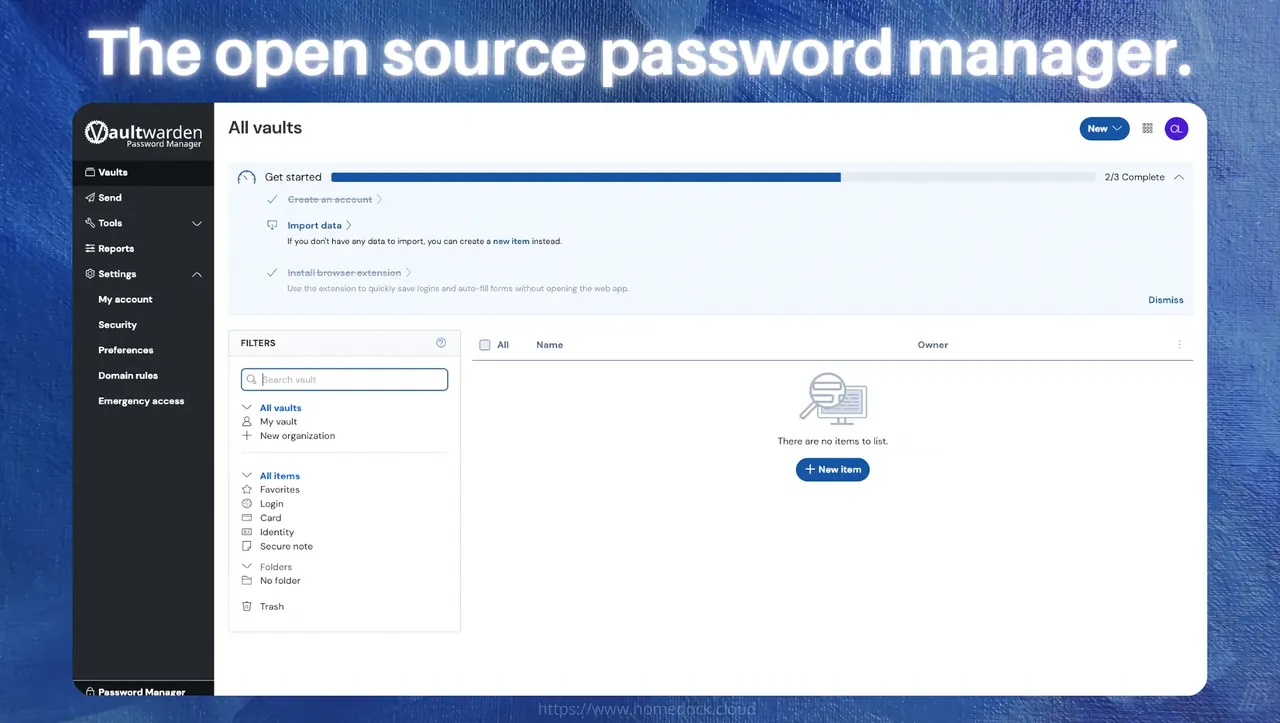 The open source password manager.
Vaultwarden
Password Manager
Vaults
Send
Tools
Reports
Settings
My account
Security
Preferences
Domain rules
Emergency access
Password Manager
All vaults
New
CL
Get started
2/3 Complete
Create an account
Import data
If you don't have any data to import, you can create a new item instead.
Install browser extension
Use the extension to quickly save logins and auto-fill forms without opening the web app.
Dismiss
FILTERS
Search vault
All vaults
My vault
New organization
All items
Favorites
Login
Card
Identity
Secure note
Folders
No folder
Trash
All Name Owner
There are no items to list.
New item
https://www.homedock.cloud